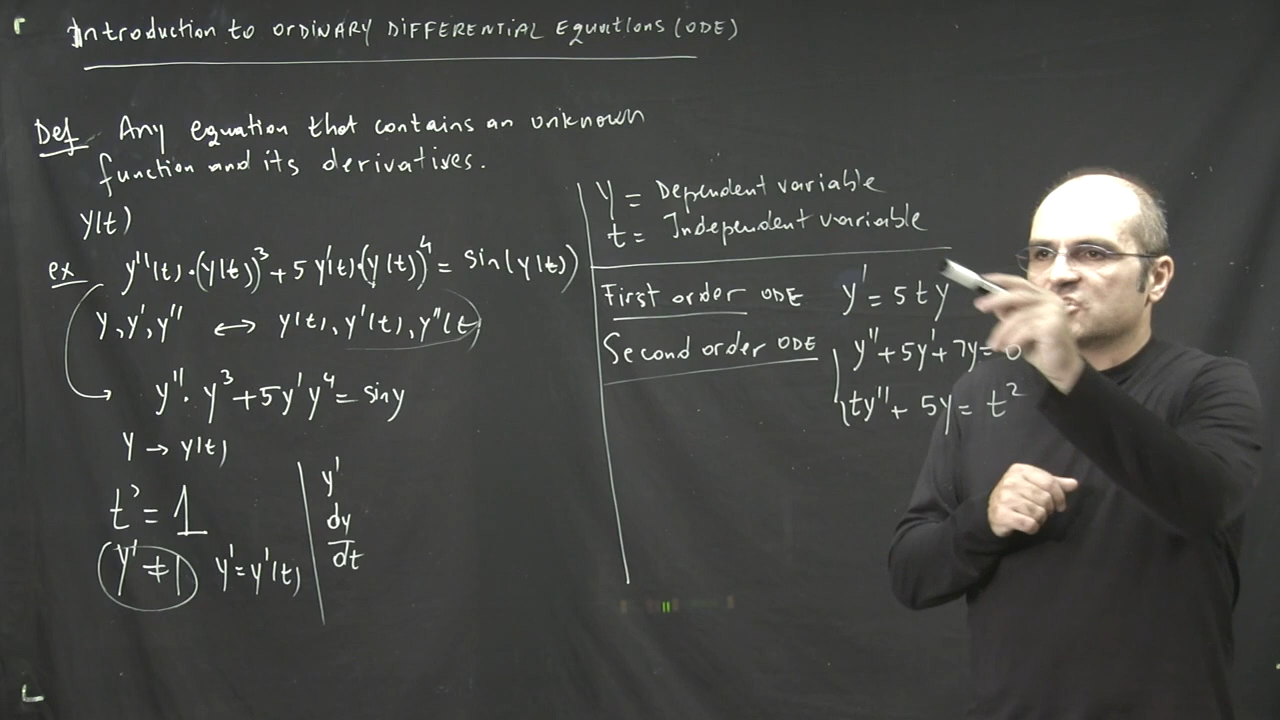 Introduction to ORDINARY DIFFERENTIAL Equations (ODE)
Def Any equation that contains an unknown
function and its derivatives.
y(t)
ex y''(t)·(y(t))³+5y'(t)·(y(t))⁴=sin(y(t))
y,y',y'' ↔ y(t),y'(t),y''(t)
→ y''·y³+5y'y⁴=siny
y→y(t)
t'=1
y'≠1 y'=y'(t)
y'
dy
dt
y = Dependent variable
t = Independent variable
First order ODE y'=5ty
Second order ODE y''+5y'+7y=0
ty''+5y=t²